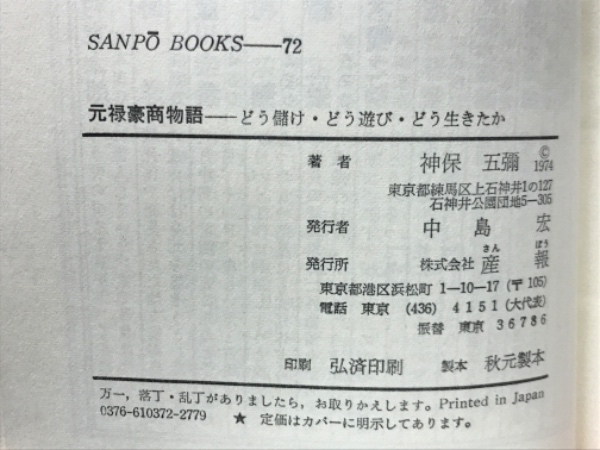 SANPŌ BOOKS——72
元禄豪商物語——どう儲け・どう遊び・どう生きたか
著者 神保 五彌 © 1974
東京都練馬区上石神井1の127
石神井公園団地5—305
発行者 中島 宏
発行所 株式会社 産報
さん ぽう
東京都港区浜松町 1—10—17(〒105)
電話 東京 (436) 4151(大代表)
振替 東京 36786
印刷 弘済印刷 製本 秋元製本
万一,落丁・乱丁がありましたら,お取りかえします。Printed in Japan
0376-610372-2779 ★ 定価はカバーに明示してあります。